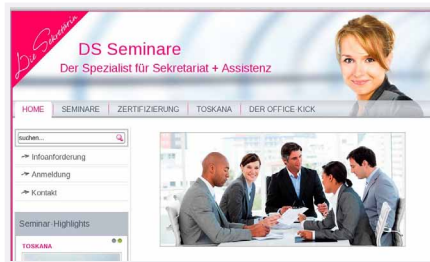 Die Sekretärin
DS Seminare
Der Spezialist für Sekretariat + Assistenz
HOME
SEMINARE
ZERTIFIZIERUNG
TOSKANA
DER OFFICE-KICK
suchen...
Infoanforderung
Anmeldung
Kontakt
Seminar-Highlights
TOSKANA